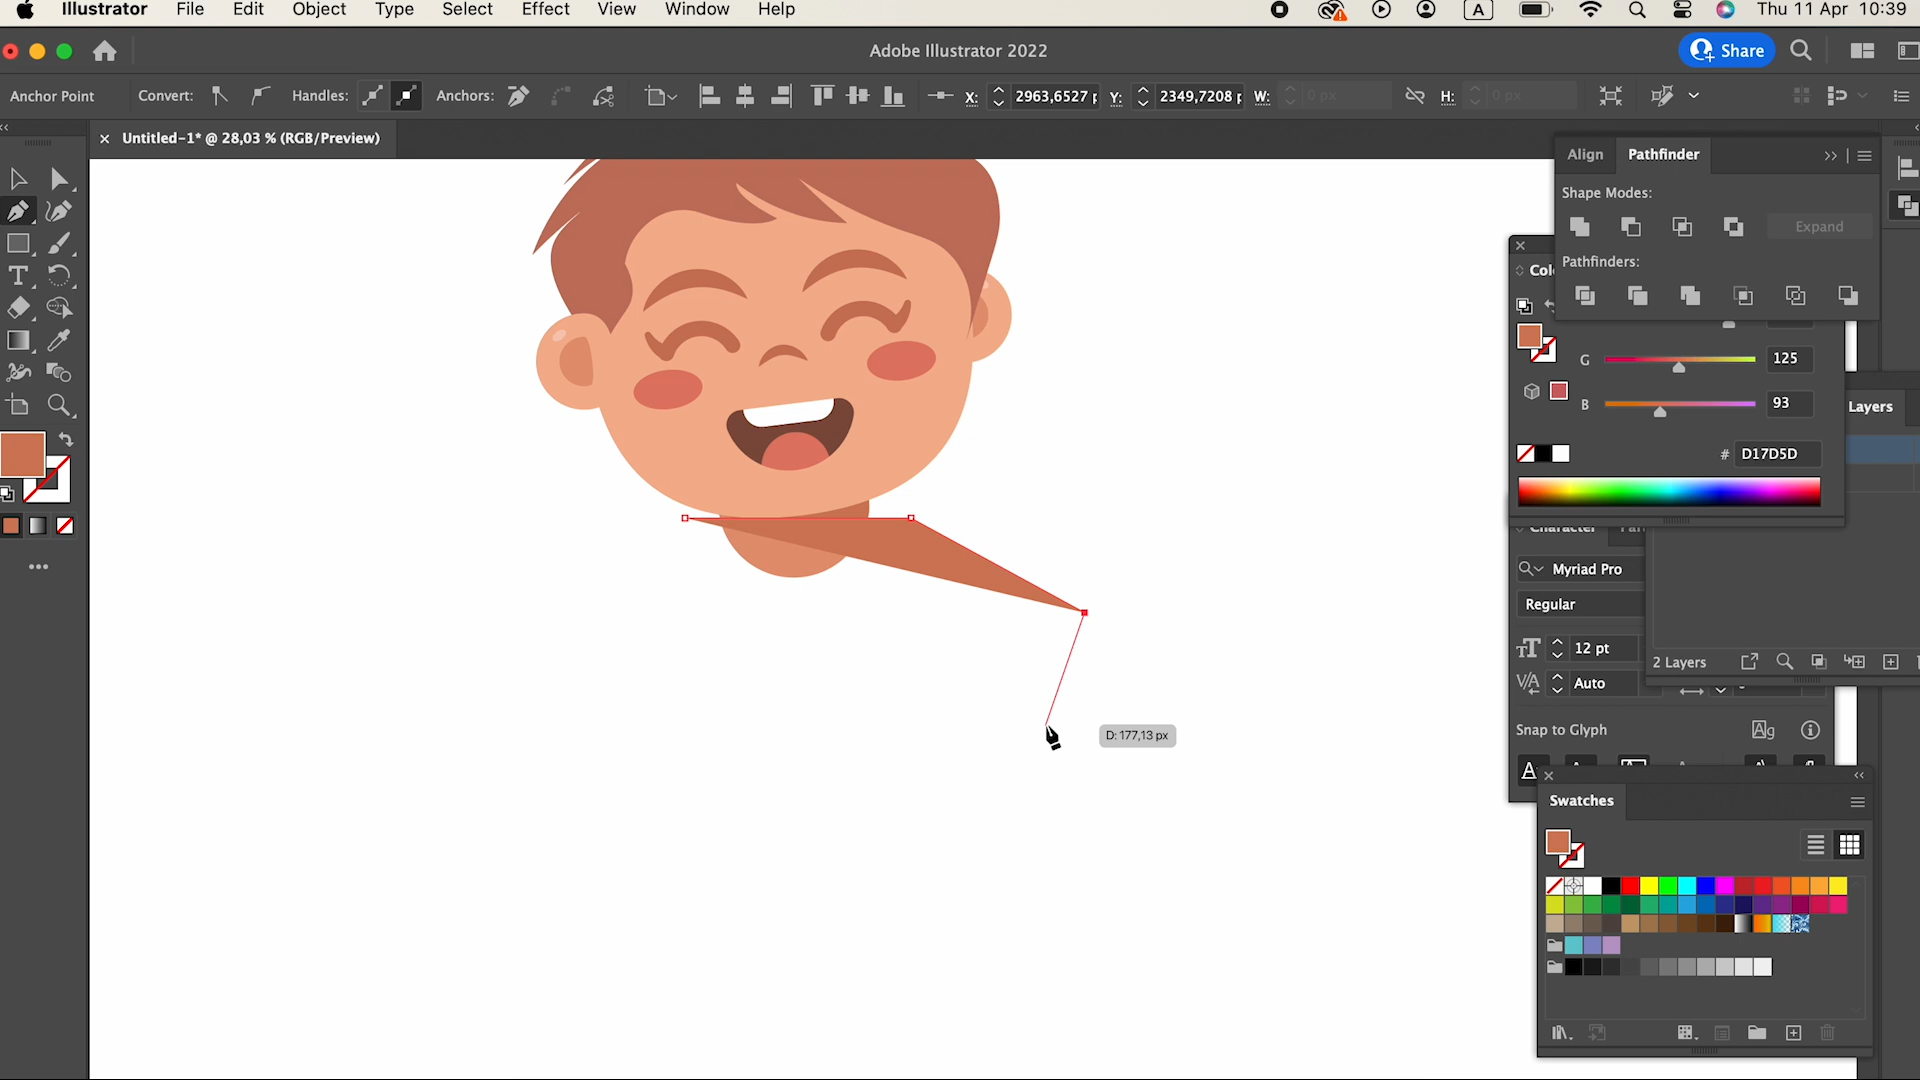 Illustrator File Edit Object Type Select Effect View Window Help A Thu 11 Apr 10:39
Adobe Illustrator 2022 Share
Anchor Point Convert: Handles: Anchors: X: 2963,6527 Y: 2349,7208 W: 0 px H: 0 px
× Untitled-1* @ 28,03 % (RGB/Preview)
Align Pathfinder
Shape Modes:
Expand
Pathfinders:
Colo
G 125
B 93
Layers
# D17D5D
Character
Myriad Pro
Regular
12 pt
2 Layers
Auto
Snap to Glyph
D: 177,13 px
Swatches